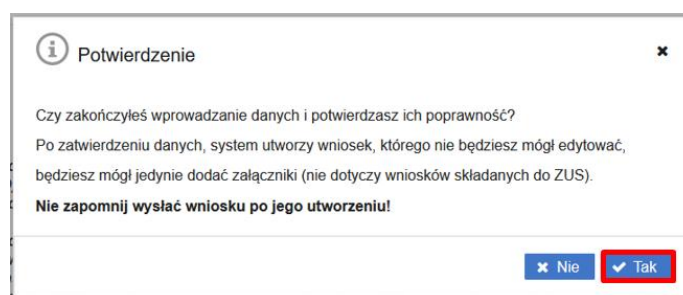 Potwierdzenie
Czy zakończyłeś wprowadzanie danych i potwierdzasz ich poprawność?
Po zatwierdzeniu danych, system utworzy wniosek, którego nie będziesz mógł edytować,
będziesz mógł jedynie dodać załączniki (nie dotyczy wniosków składanych do ZUS).
Nie zapomnij wysłać wniosku po jego utworzeniu!
Nie Tak